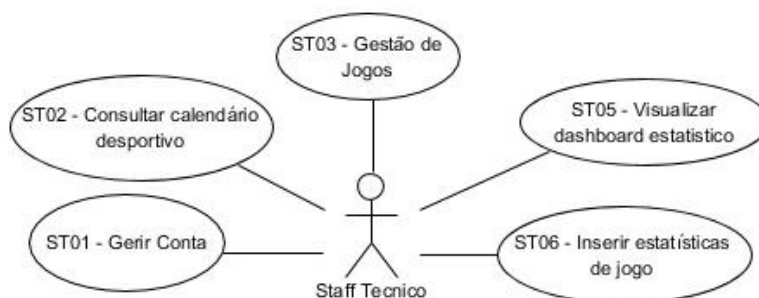 ST03 - Gestão de
Jogos
ST02 - Consultar calendário
desportivo
ST05 - Visualizar
dashboard estatistico
ST01 - Gerir Conta
ST06 - Inserir estatísticas
de jogo
Staff Tecnico